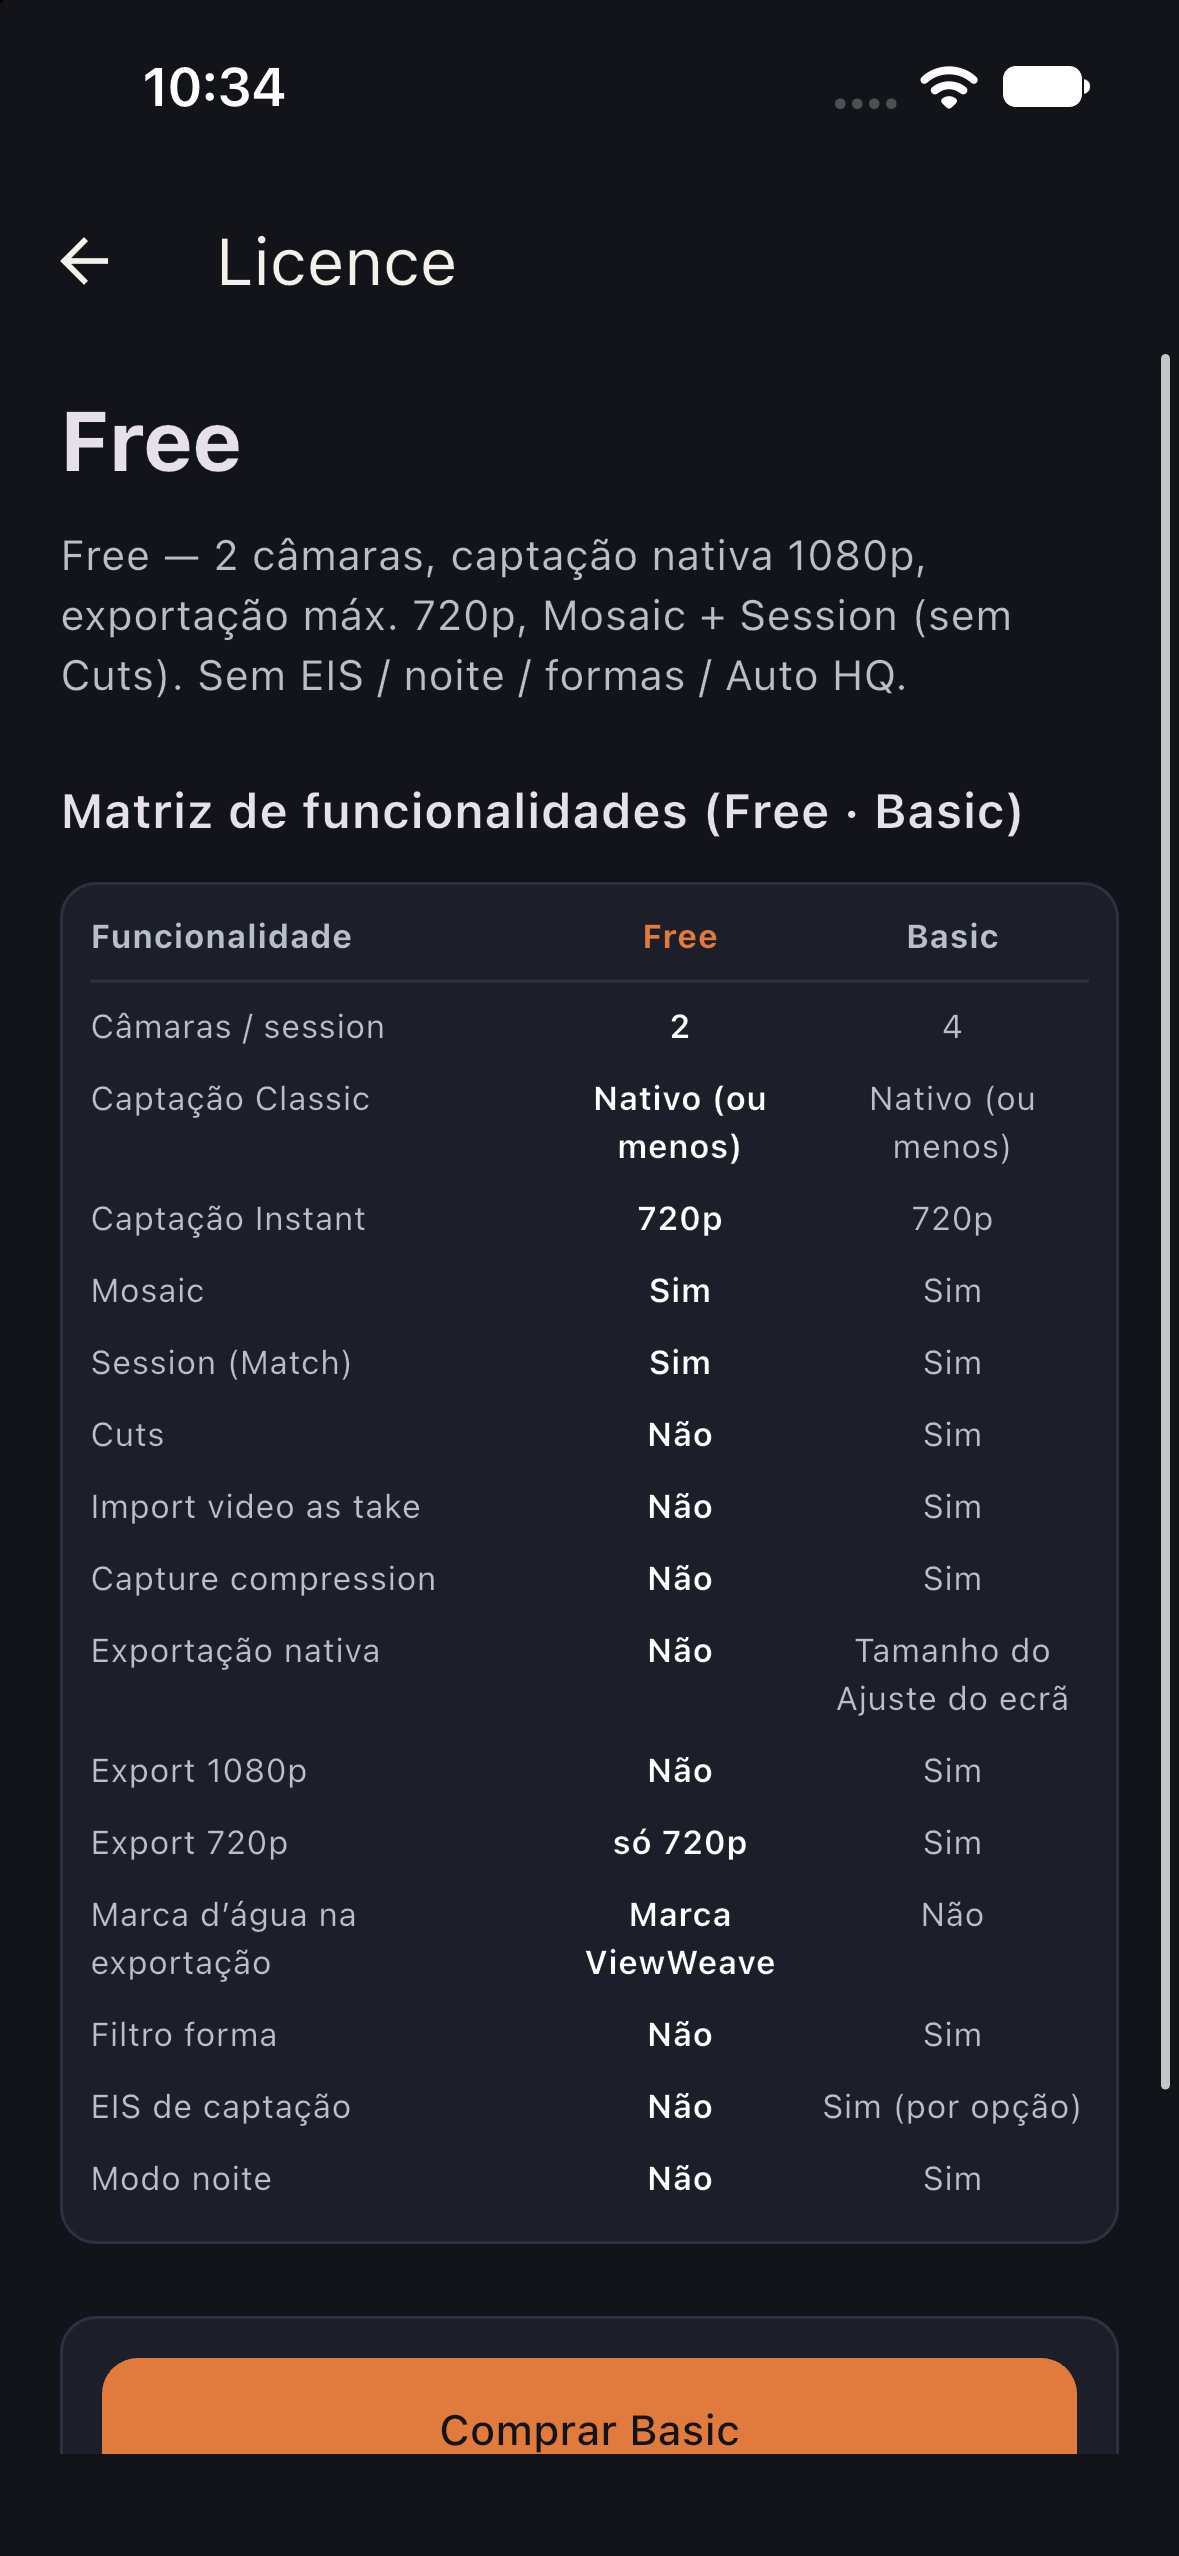 10:34
Licence
Free
Free — 2 câmaras, captação nativa 1080p,
exportação máx. 720p, Mosaic + Session (sem
Cuts). Sem EIS / noite / formas / Auto HQ.
Matriz de funcionalidades (Free · Basic)
Funcionalidade Free Basic
Câmaras / session 2 4
Captação Classic Nativo (ou menos) Nativo (ou menos)
Captação Instant 720p 720p
Mosaic Sim Sim
Session (Match) Sim Sim
Cuts Não Sim
Import video as take Não Sim
Capture compression Não Sim
Exportação nativa Não Tamanho do Ajuste do ecrã
Export 1080p Não Sim
Export 720p só 720p Sim
Marca d’água na exportação Marca ViewWeave Não
Filtro forma Não Sim
EIS de captação Não Sim (por opção)
Modo noite Não Sim
Comprar Basic